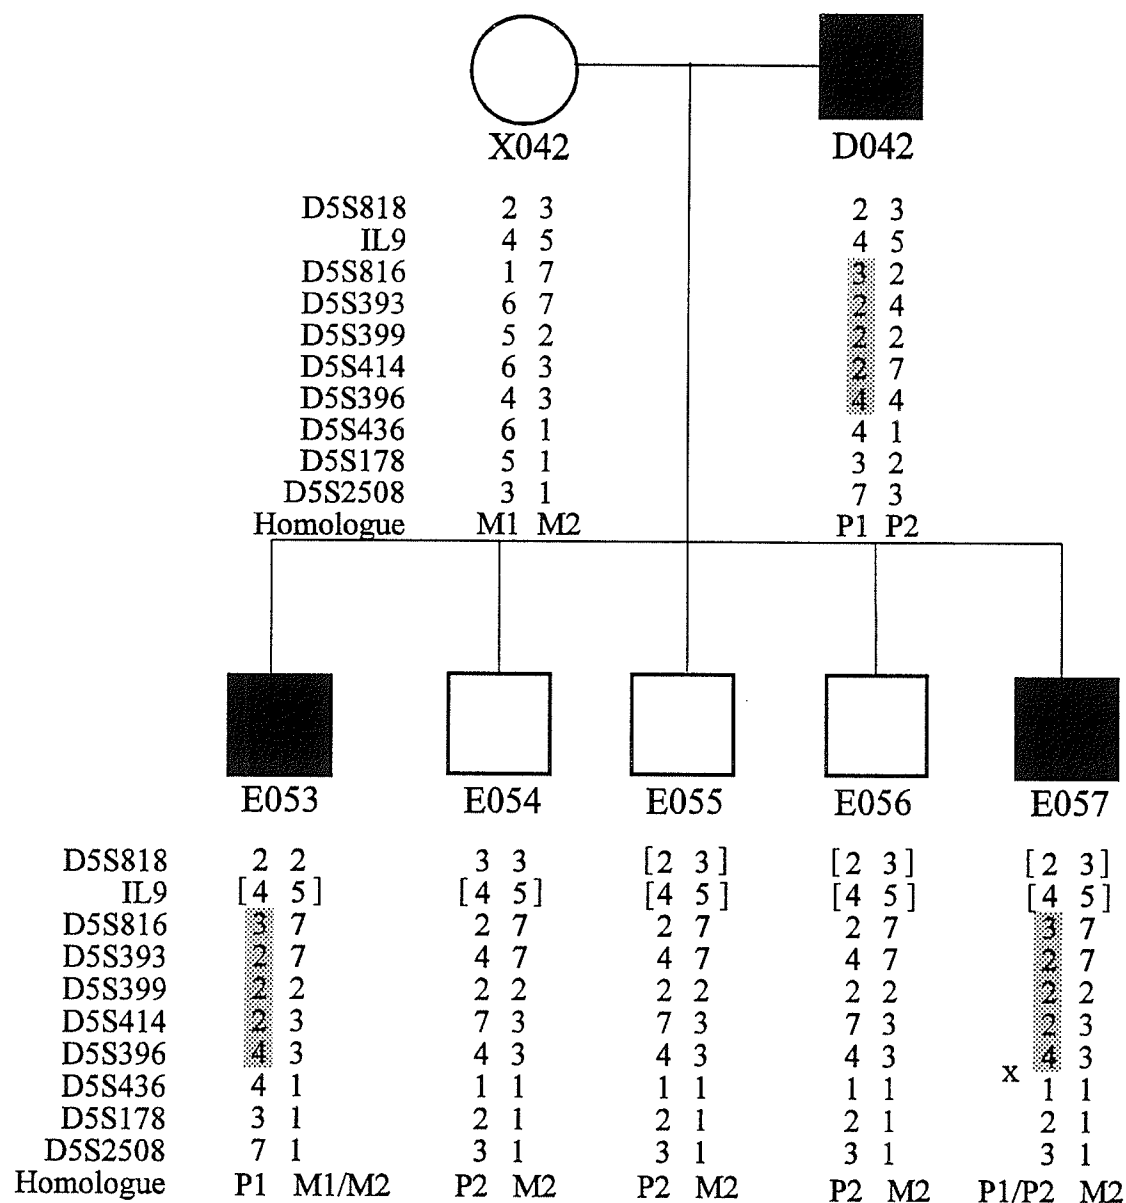 X042 D042
D5S818 2 3 2 3
IL9 4 5 4 5
D5S816 1 7 3 2
D5S393 6 7 2 4
D5S399 5 2 2 2
D5S414 6 3 2 7
D5S396 4 3 4 4
D5S436 6 1 4 1
D5S178 5 1 3 2
D5S2508 3 1 7 3
Homologue M1 M2 P1 P2
E053 E054 E055 E056 E057
D5S818 2 2 3 3 [2 3] [2 3] [2 3]
IL9 [4 5] [4 5] [4 5] [4 5] [4 5]
D5S816 3 7 2 7 2 7 2 7 3 7
D5S393 2 7 4 7 4 7 4 7 2 7
D5S399 2 2 2 2 2 2 2 2 2 2
D5S414 2 3 7 3 7 3 7 3 2 3
D5S396 4 3 4 3 4 3 4 3 4 3
D5S436 4 1 1 1 1 1 1 1 x 1 1
D5S178 3 1 2 1 2 1 2 1 2 1
D5S2508 7 1 3 1 3 1 3 1 3 1
Homologue P1 M1/M2 P2 M2 P2 M2 P2 M2 P1/P2 M2